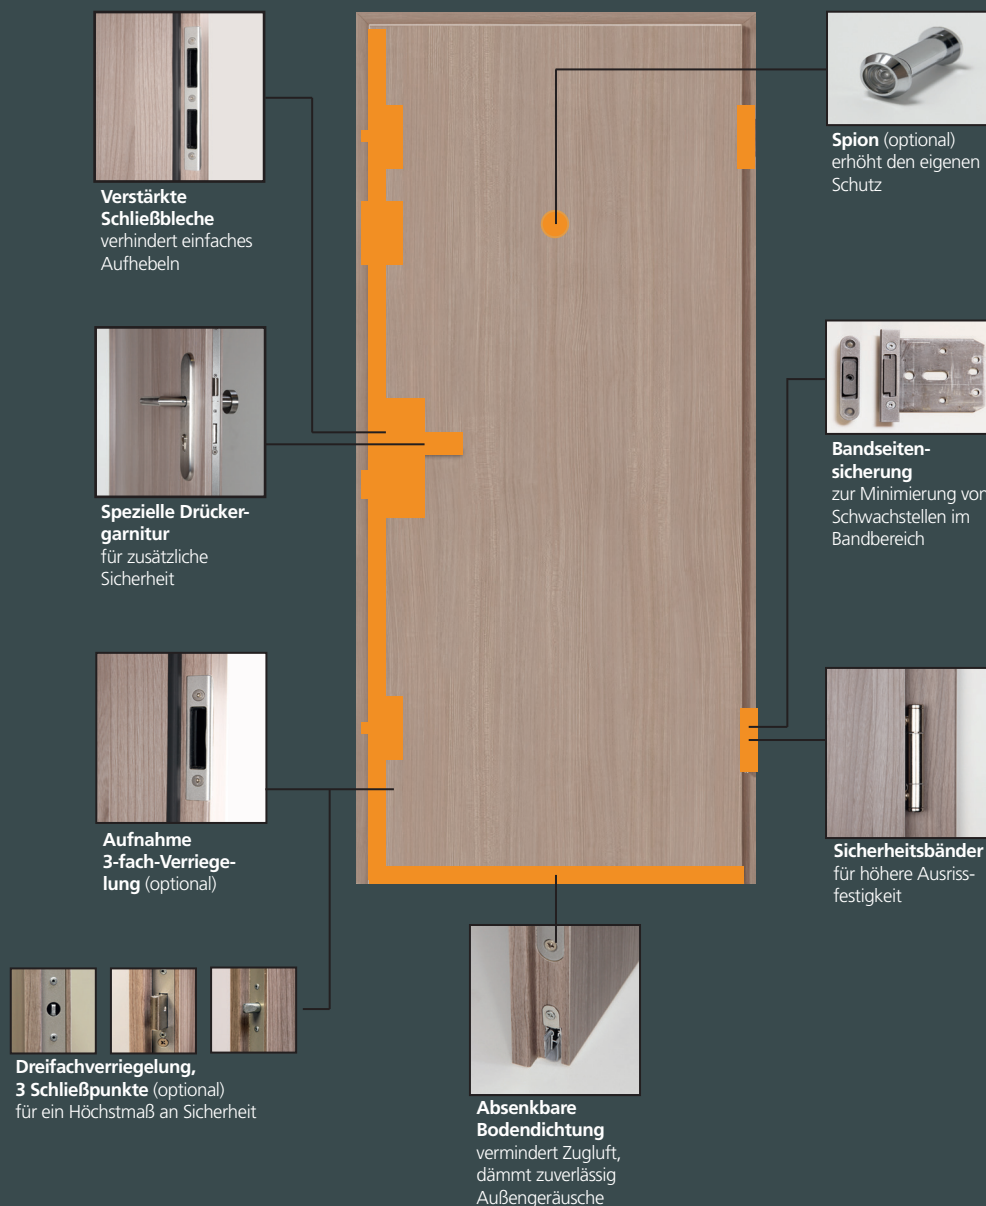 Verstärkte
Schließbleche
verhindert einfaches
Aufhebeln
Spezielle Drücker-
garnitur
für zusätzliche
Sicherheit
Aufnahme
3-fach-Verriege-
lung (optional)
Dreifachverriegelung,
3 Schließpunkte (optional)
für ein Höchstmaß an Sicherheit
Absenkbare
Bodendichtung
vermindert Zugluft,
dämmt zuverlässig
Außengeräusche
Spion (optional)
erhöht den eigenen
Schutz
Bandseiten-
sicherung
zur Minimierung von
Schwachstellen im
Bandbereich
Sicherheitsbänder
für höhere Ausriss-
festigkeit